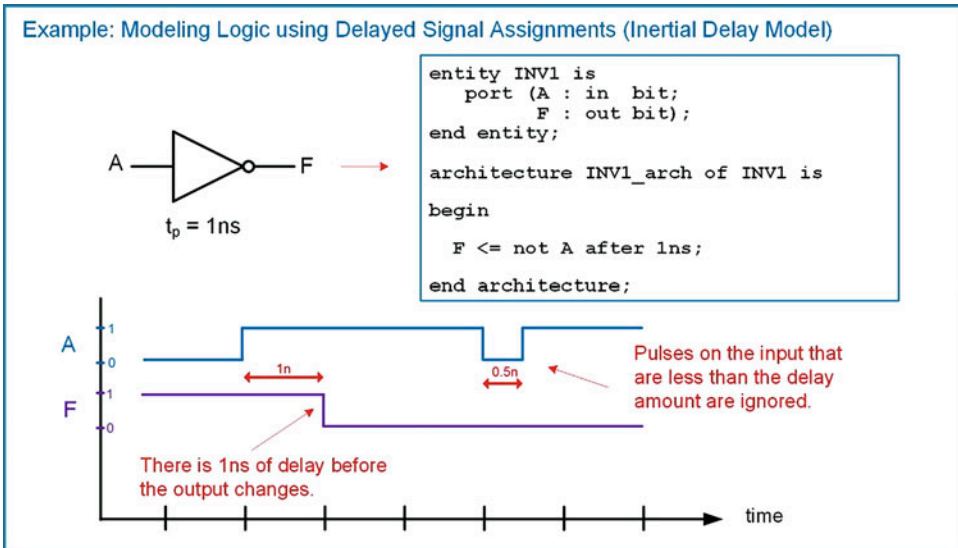 Example: Modeling Logic using Delayed Signal Assignments (Inertial Delay Model)
entity INV1 is
port (A : in bit;
F : out bit);
end entity;
architecture INV1_arch of INV1 is
begin
F <= not A after 1ns;
end architecture;
A
F
tp = 1ns
A
1
0
1n
0.5n
Pulses on the input that
are less than the delay
amount are ignored.
F
1
0
There is 1ns of delay before
the output changes.
time